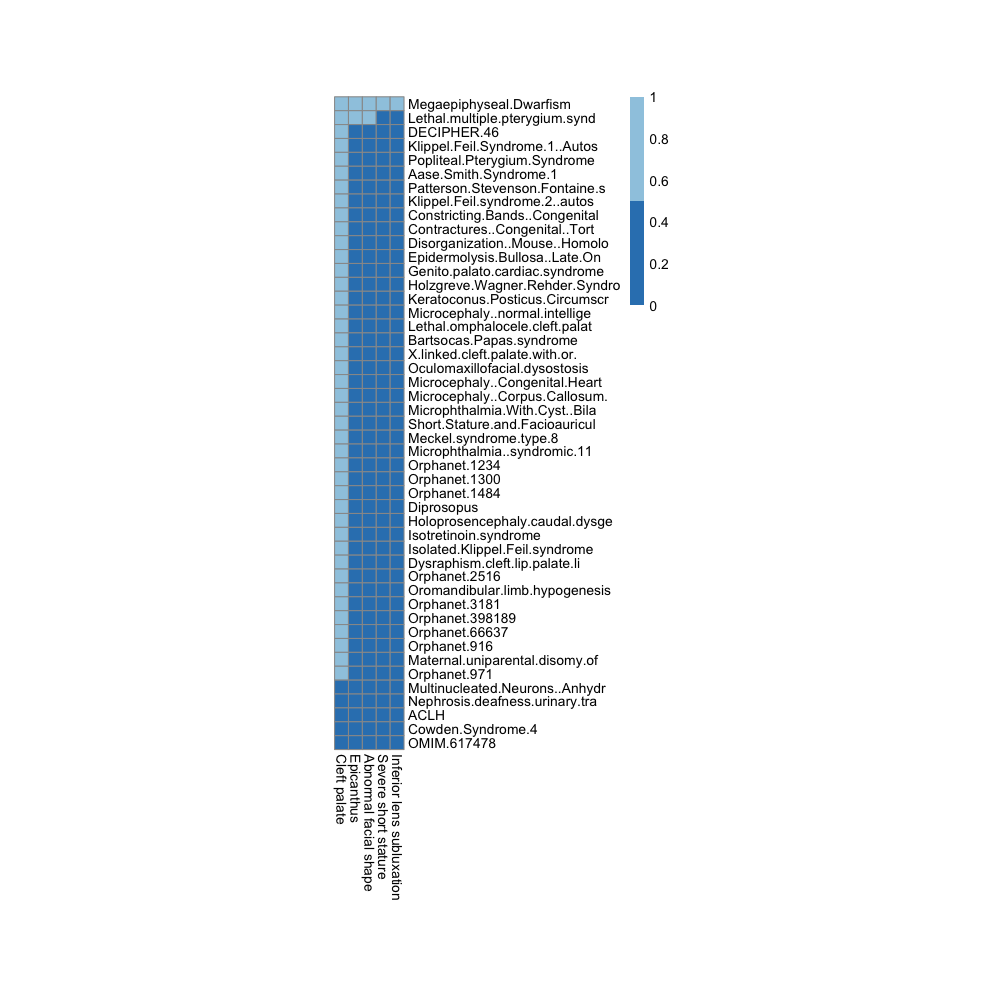 Megaepiphyseal.Dwarfism
Lethal.multiple.pterygium.synd
DECIPHER.46
Klippel.Feil.Syndrome.1..Autos
Popliteal.Pterygium.Syndrome
Aase.Smith.Syndrome.1
Patterson.Stevenson.Fontaine.s
Klippel.Feil.syndrome.2..autos
Constricting.Bands..Congenital
Contractures..Congenital..Tort
Disorganization..Mouse..Homolo
Epidermolysis.Bullosa..Late.On
Genito.palato.cardiac.syndrome
Holzgreve.Wagner.Rehder.Syndro
Keratoconus.Posticus.Circumscr
Microcephaly..normal.intellige
Lethal.omphalocele.cleft.palat
Bartsocas.Papas.syndrome
X.linked.cleft.palate.with.or.
Oculomaxillofacial.dysostosis
Microcephaly..Congenital.Heart
Microcephaly..Corpus.Callosum.
Microphthalmia.With.Cyst..Bila
Short.Stature.and.Facioauricul
Meckel.syndrome.type.8
Microphthalmia..syndromic.11
Orphanet.1234
Orphanet.1300
Orphanet.1484
Diprosopus
Holoprosencephaly.caudal.dysge
Isotretinoin.syndrome
Isolated.Klippel.Feil.syndrome
Dysraphism.cleft.lip.palate.li
Orphanet.2516
Oromandibular.limb.hypogenesis
Orphanet.3181
Orphanet.398189
Orphanet.66637
Orphanet.916
Maternal.uniparental.disomy.of
Orphanet.971
Multinucleated.Neurons..Anhydr
Nephrosis.deafness.urinary.tra
ACLH
Cowden.Syndrome.4
OMIM.617478
1
0.8
0.6
0.4
0.2
0
Cleft palate
Epicanthus
Abnormal facial shape
Severe short stature
Inferior lens subluxation